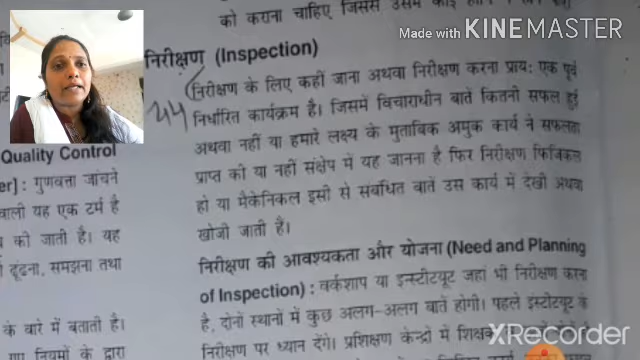 को कराना चाहिए जिससे उसमें कोई
Made with KINEMASTER
निरीक्षण (Inspection)
निरीक्षण के लिए कहीं जाना अथवा निरीक्षण करना प्रायः एक पूर्व
निर्धारित कार्यक्रम है। जिसमें विचाराधीन बातें कितनी सफल हुई
अथवा नहीं या हमारे लक्ष्य के मुताबिक अमुक कार्य ने सफलता
प्राप्त की या नहीं संक्षेप में यह जानना है फिर निरीक्षण फिजिकल
हो या मैकेनिकल इसी से संबंधित बातें उस कार्य में देखी अथवा
खोजी जाती हैं।
निरीक्षण की आवश्यकता और योजना (Need and Planning
of Inspection) : वर्कशाप या इन्स्टीटयूट जहां भी निरीक्षण करना
है, दोनों स्थानों में कुछ अलग-अलग बातें होगी। पहले इंस्टीटयूट के
निरीक्षण पर ध्यान देंगे। प्रशिक्षण केन्द्रों में
Quality Control
er] : गुणवत्ता जांचने
वाली यह एक टर्म है
की जाती है। यह
ढूंढना, समझना तथा
के बारे में बताती है।
नियमों के द्वारा
XRecorder